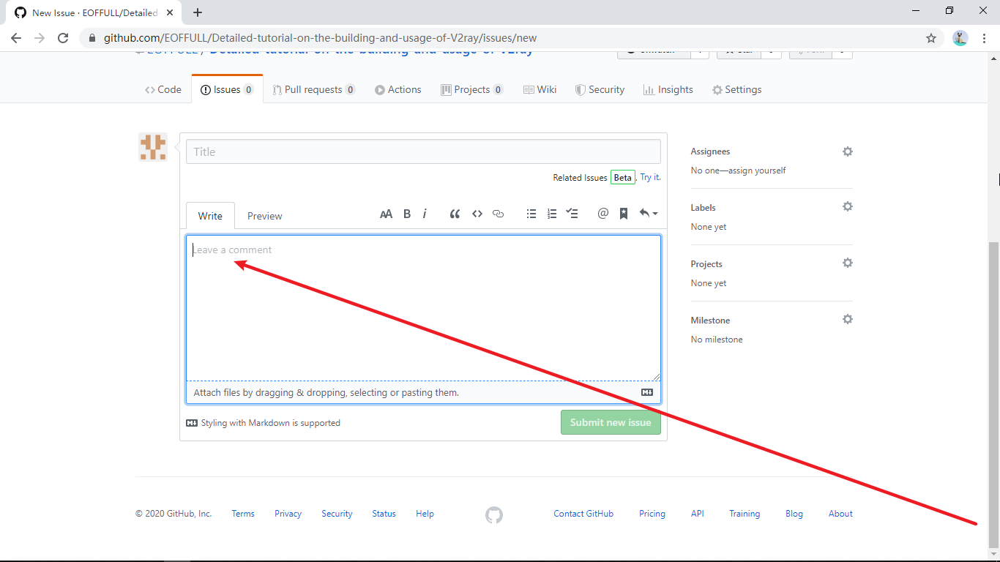 New Issue · EOFFULL/Detailed-
github.com/EOFFULL/Detailed-tutorial-on-the-building-and-usage-of-V2ray/issues/new
EOFFULL / Detailed-tutorial-on-the-building-and-usage-of-V2ray
Unwatch Star
Code Issues 0 Pull requests 0 Actions Projects 0 Wiki Security Insights Settings
Title
Related Issues Beta . Try it.
Write Preview
Leave a comment
Attach files by dragging & dropping, selecting or pasting them.
Styling with Markdown is supported
Submit new issue
Assignees
No one—assign yourself
Labels
None yet
Projects
None yet
Milestone
No milestone
© 2020 GitHub, Inc. Terms Privacy Security Status Help Contact GitHub Pricing API Training Blog About